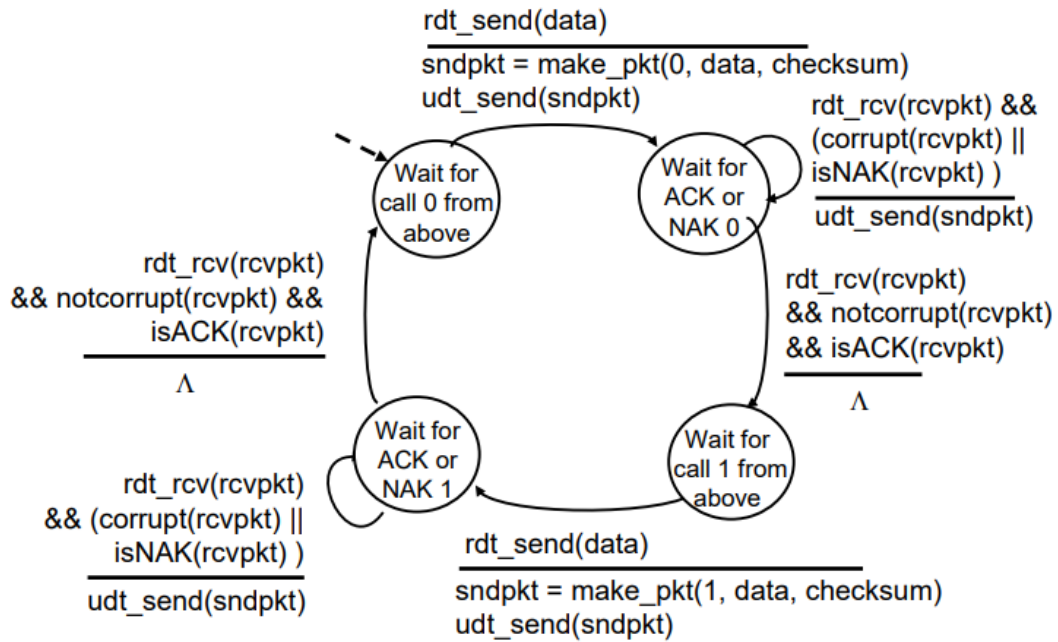 rdt_send(data)
sndpkt = make_pkt(0, data, checksum)
udt_send(sndpkt)
Wait for
call 0 from
above
Wait for
ACK or
NAK 0
rdt_rcv(rcvpkt) &&
(corrupt(rcvpkt) ||
isNAK(rcvpkt) )
udt_send(sndpkt)
rdt_rcv(rcvpkt)
&& notcorrupt(rcvpkt) &&
isACK(rcvpkt)
Λ
rdt_rcv(rcvpkt)
&& notcorrupt(rcvpkt)
&& isACK(rcvpkt)
Λ
Wait for
ACK or
NAK 1
Wait for
call 1 from
above
rdt_rcv(rcvpkt)
&& (corrupt(rcvpkt) ||
isNAK(rcvpkt) )
udt_send(sndpkt)
rdt_send(data)
sndpkt = make_pkt(1, data, checksum)
udt_send(sndpkt)